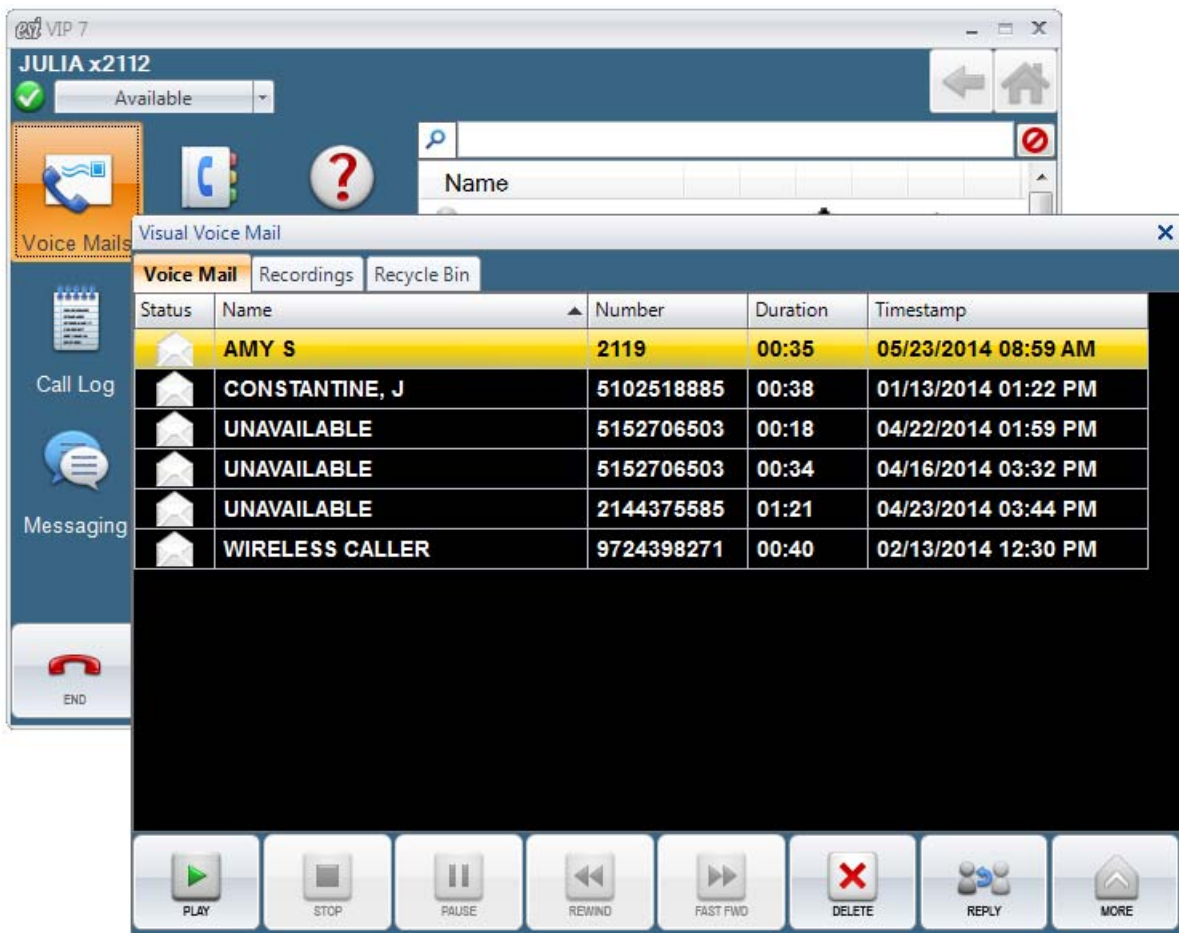 esi VIP 7
JULIA x2112
Available
Name
Voice Mails
Call Log
Messaging
END
Visual Voice Mail
Voice Mail Recordings Recycle Bin
Status Name Number Duration Timestamp
AMY S 2119 00:35 05/23/2014 08:59 AM
CONSTANTINE, J 5102518885 00:38 01/13/2014 01:22 PM
UNAVAILABLE 5152706503 00:18 04/22/2014 01:59 PM
UNAVAILABLE 5152706503 00:34 04/16/2014 03:32 PM
UNAVAILABLE 2144375585 01:21 04/23/2014 03:44 PM
WIRELESS CALLER 9724398271 00:40 02/13/2014 12:30 PM
PLAY STOP PAUSE REWIND FAST FWD DELETE REPLY MORE